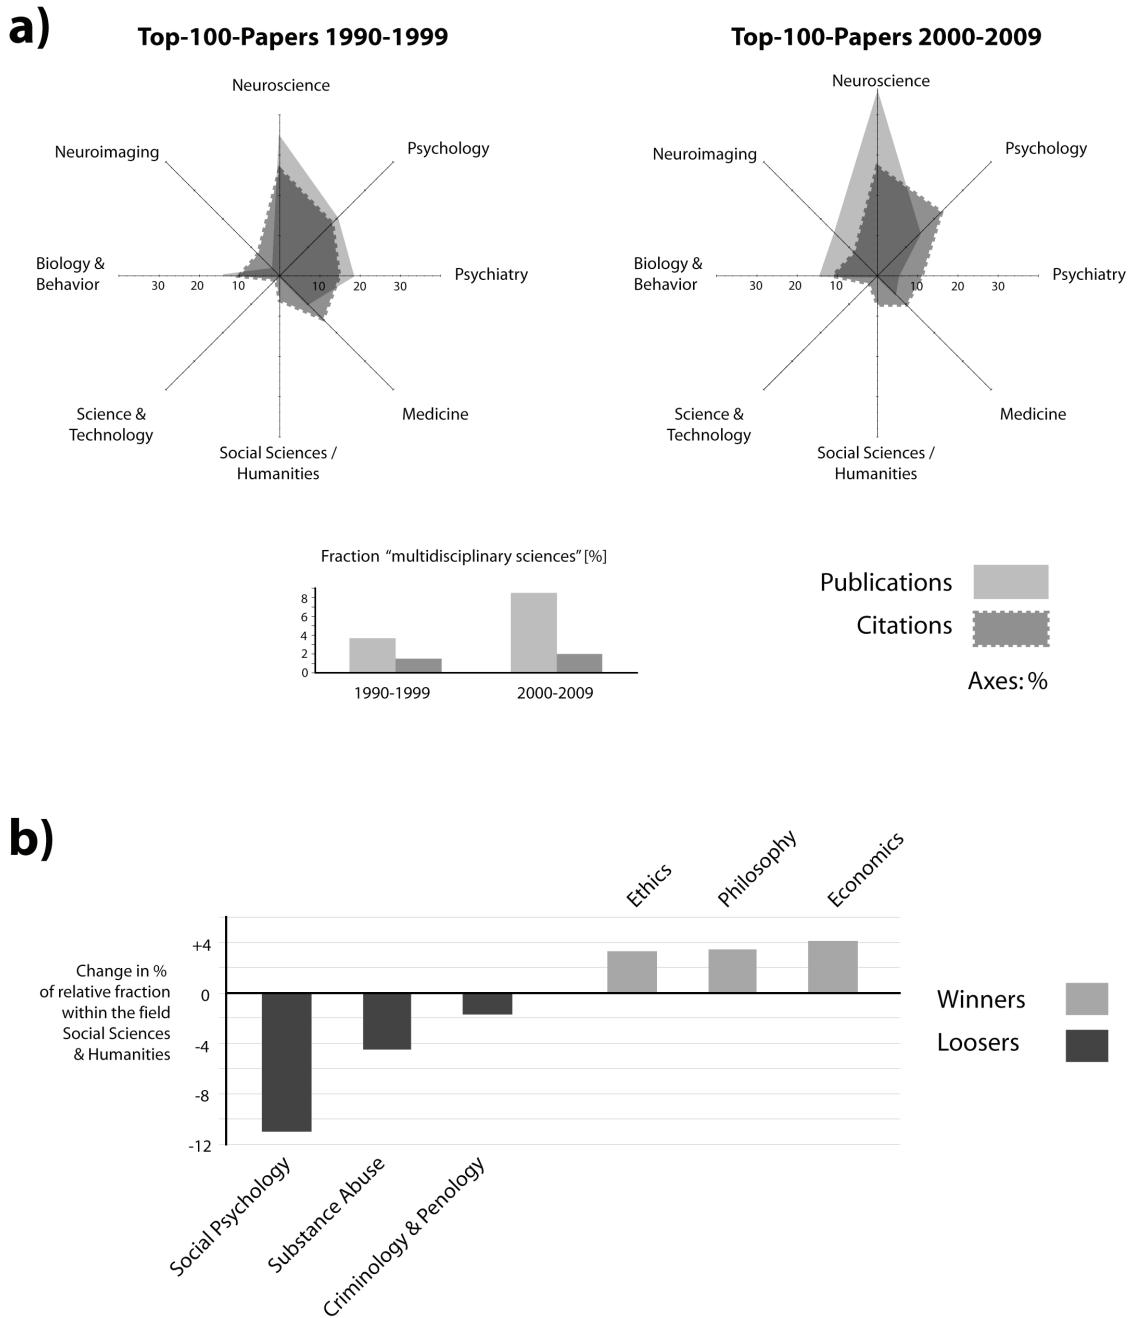 a)
Top-100-Papers 1990-1999
Neuroscience
Neuroimaging
Psychology
Biology &
Behavior
30 20 10 10 20 30
Psychiatry
Science &
Technology
Medicine
Social Sciences /
Humanities
Top-100-Papers 2000-2009
Neuroscience
Neuroimaging
Psychology
Biology &
Behavior
30 20 10 10 20 30
Psychiatry
Science &
Technology
Medicine
Social Sciences /
Humanities
Fraction “multidisciplinary sciences” [%]
8
6
4
2
0
1990-1999
2000-2009
Publications
Citations
Axes: %
b)
Ethics
Philosophy
Economics
Change in %
of relative fraction
within the field
Social Sciences
& Humanities
+4
0
-4
-8
-12
Social Psychology
Substance Abuse
Criminology & Penology
Winners
Loosers